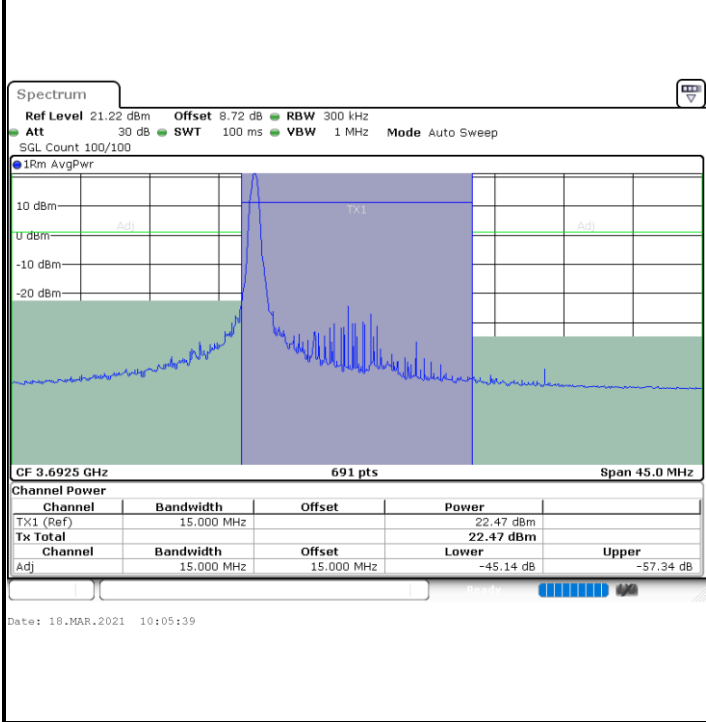 Spectrum
Ref Level 21.22 dBm Offset 8.72 dB RBW 300 kHz
Att 30 dB SWT 100 ms VBW 1 MHz Mode Auto Sweep
SGL Count 100/100
1Rm AvgPwr
TX1
10 dBm
Adj Adj
0 dBm
-10 dBm
-20 dBm
CF 3.6925 GHz 691 pts Span 45.0 MHz
Channel Power
Channel Bandwidth Offset Power
TX1 (Ref) 15.000 MHz 22.47 dBm
Tx Total 22.47 dBm
Channel Bandwidth Offset Lower Upper
Adj 15.000 MHz 15.000 MHz -45.14 dB -57.34 dB
Ready
Date: 18.MAR.2021 10:05:39